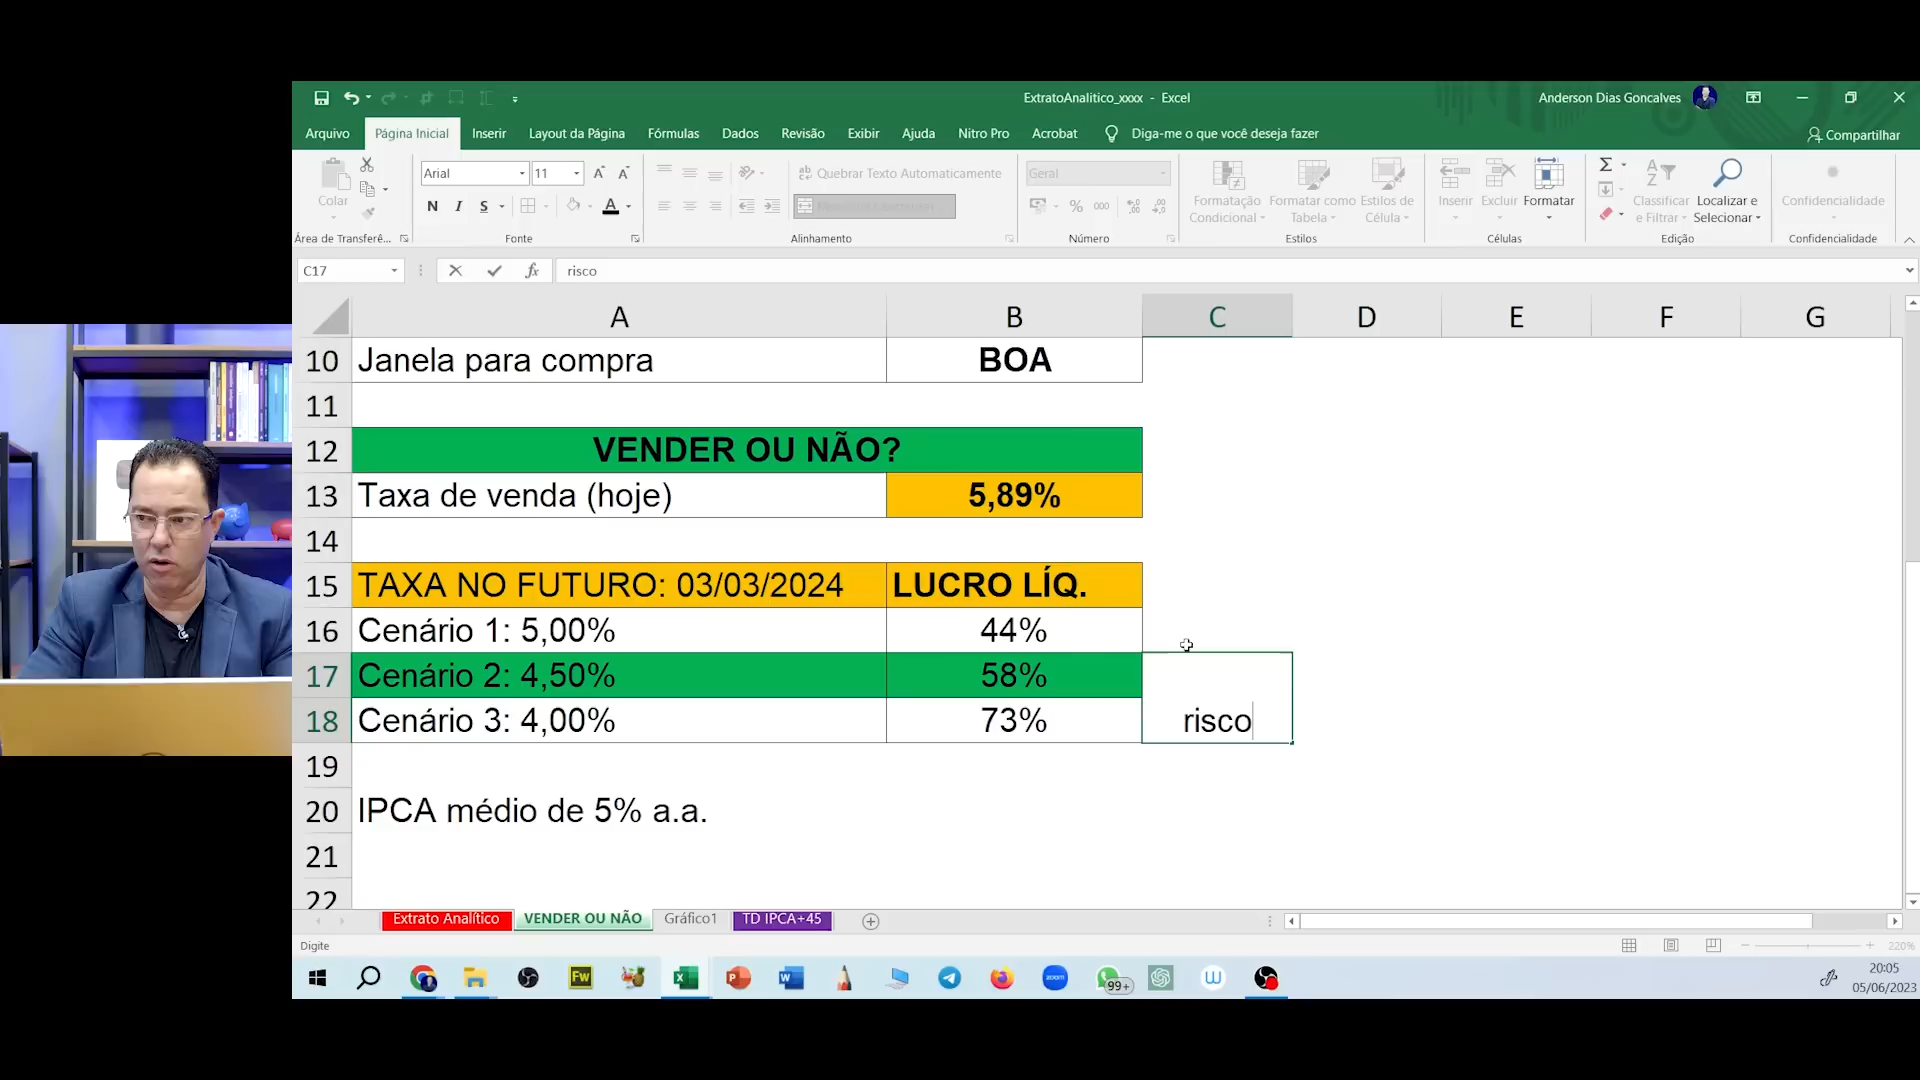 ExtratoAnalitico_xxxx - Excel
Anderson Dias Goncalves
Arquivo Página Inicial Inserir Layout da Página Fórmulas Dados Revisão Exibir Ajuda Nitro Pro Acrobat Diga-me o que você deseja fazer Compartilhar
Arial 11 Quebrar Texto Automaticamente Geral
Colar
N I S
Formatação Condicional
Formatar como Tabela
Estilos de Célula
Inserir Excluir Formatar
Classificar e Filtrar
Localizar e Selecionar
Confidencialidade
Área de Transferê... Fonte Alinhamento Número Estilos Células Edição Confidencialidade
C17 fx risco
A B C D E F G
10 Janela para compra BOA
11
12 VENDER OU NÃO?
13 Taxa de venda (hoje) 5,89%
14
15 TAXA NO FUTURO: 03/03/2024 LUCRO LÍQ.
16 Cenário 1: 5,00% 44%
17 Cenário 2: 4,50% 58%
18 Cenário 3: 4,00% 73% risco
19
20 IPCA médio de 5% a.a.
21
22
Extrato Analítico VENDER OU NÃO Gráfico1 TD IPCA+45
Digite 220%
Fw zoom 99+ W 20:05
05/06/2023